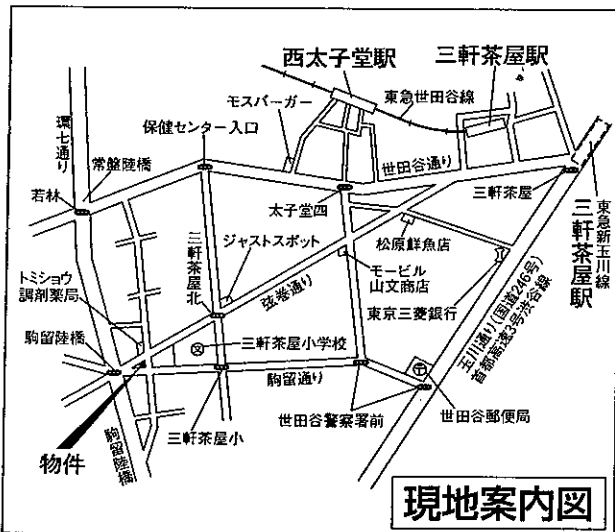 西太子堂駅
三軒茶屋駅
東急世田谷線
モスバーガー
保健センター入口
環七通り
常盤陸橋
世田谷通り
若林
太子堂四
三軒茶屋
東急新玉川線
三軒茶屋駅
三軒茶屋北
ジャストスポット
松原鮮魚店
トミショウ
調剤薬局
弦巻通り
モービル
山文商店
東京三菱銀行
玉川通り(国道246号)
首都高速3号渋谷線
駒留陸橋
三軒茶屋小学校
駒留通り
三軒茶屋小
世田谷警察署前
世田谷郵便局
物件
駒留陸橋
現地案内図